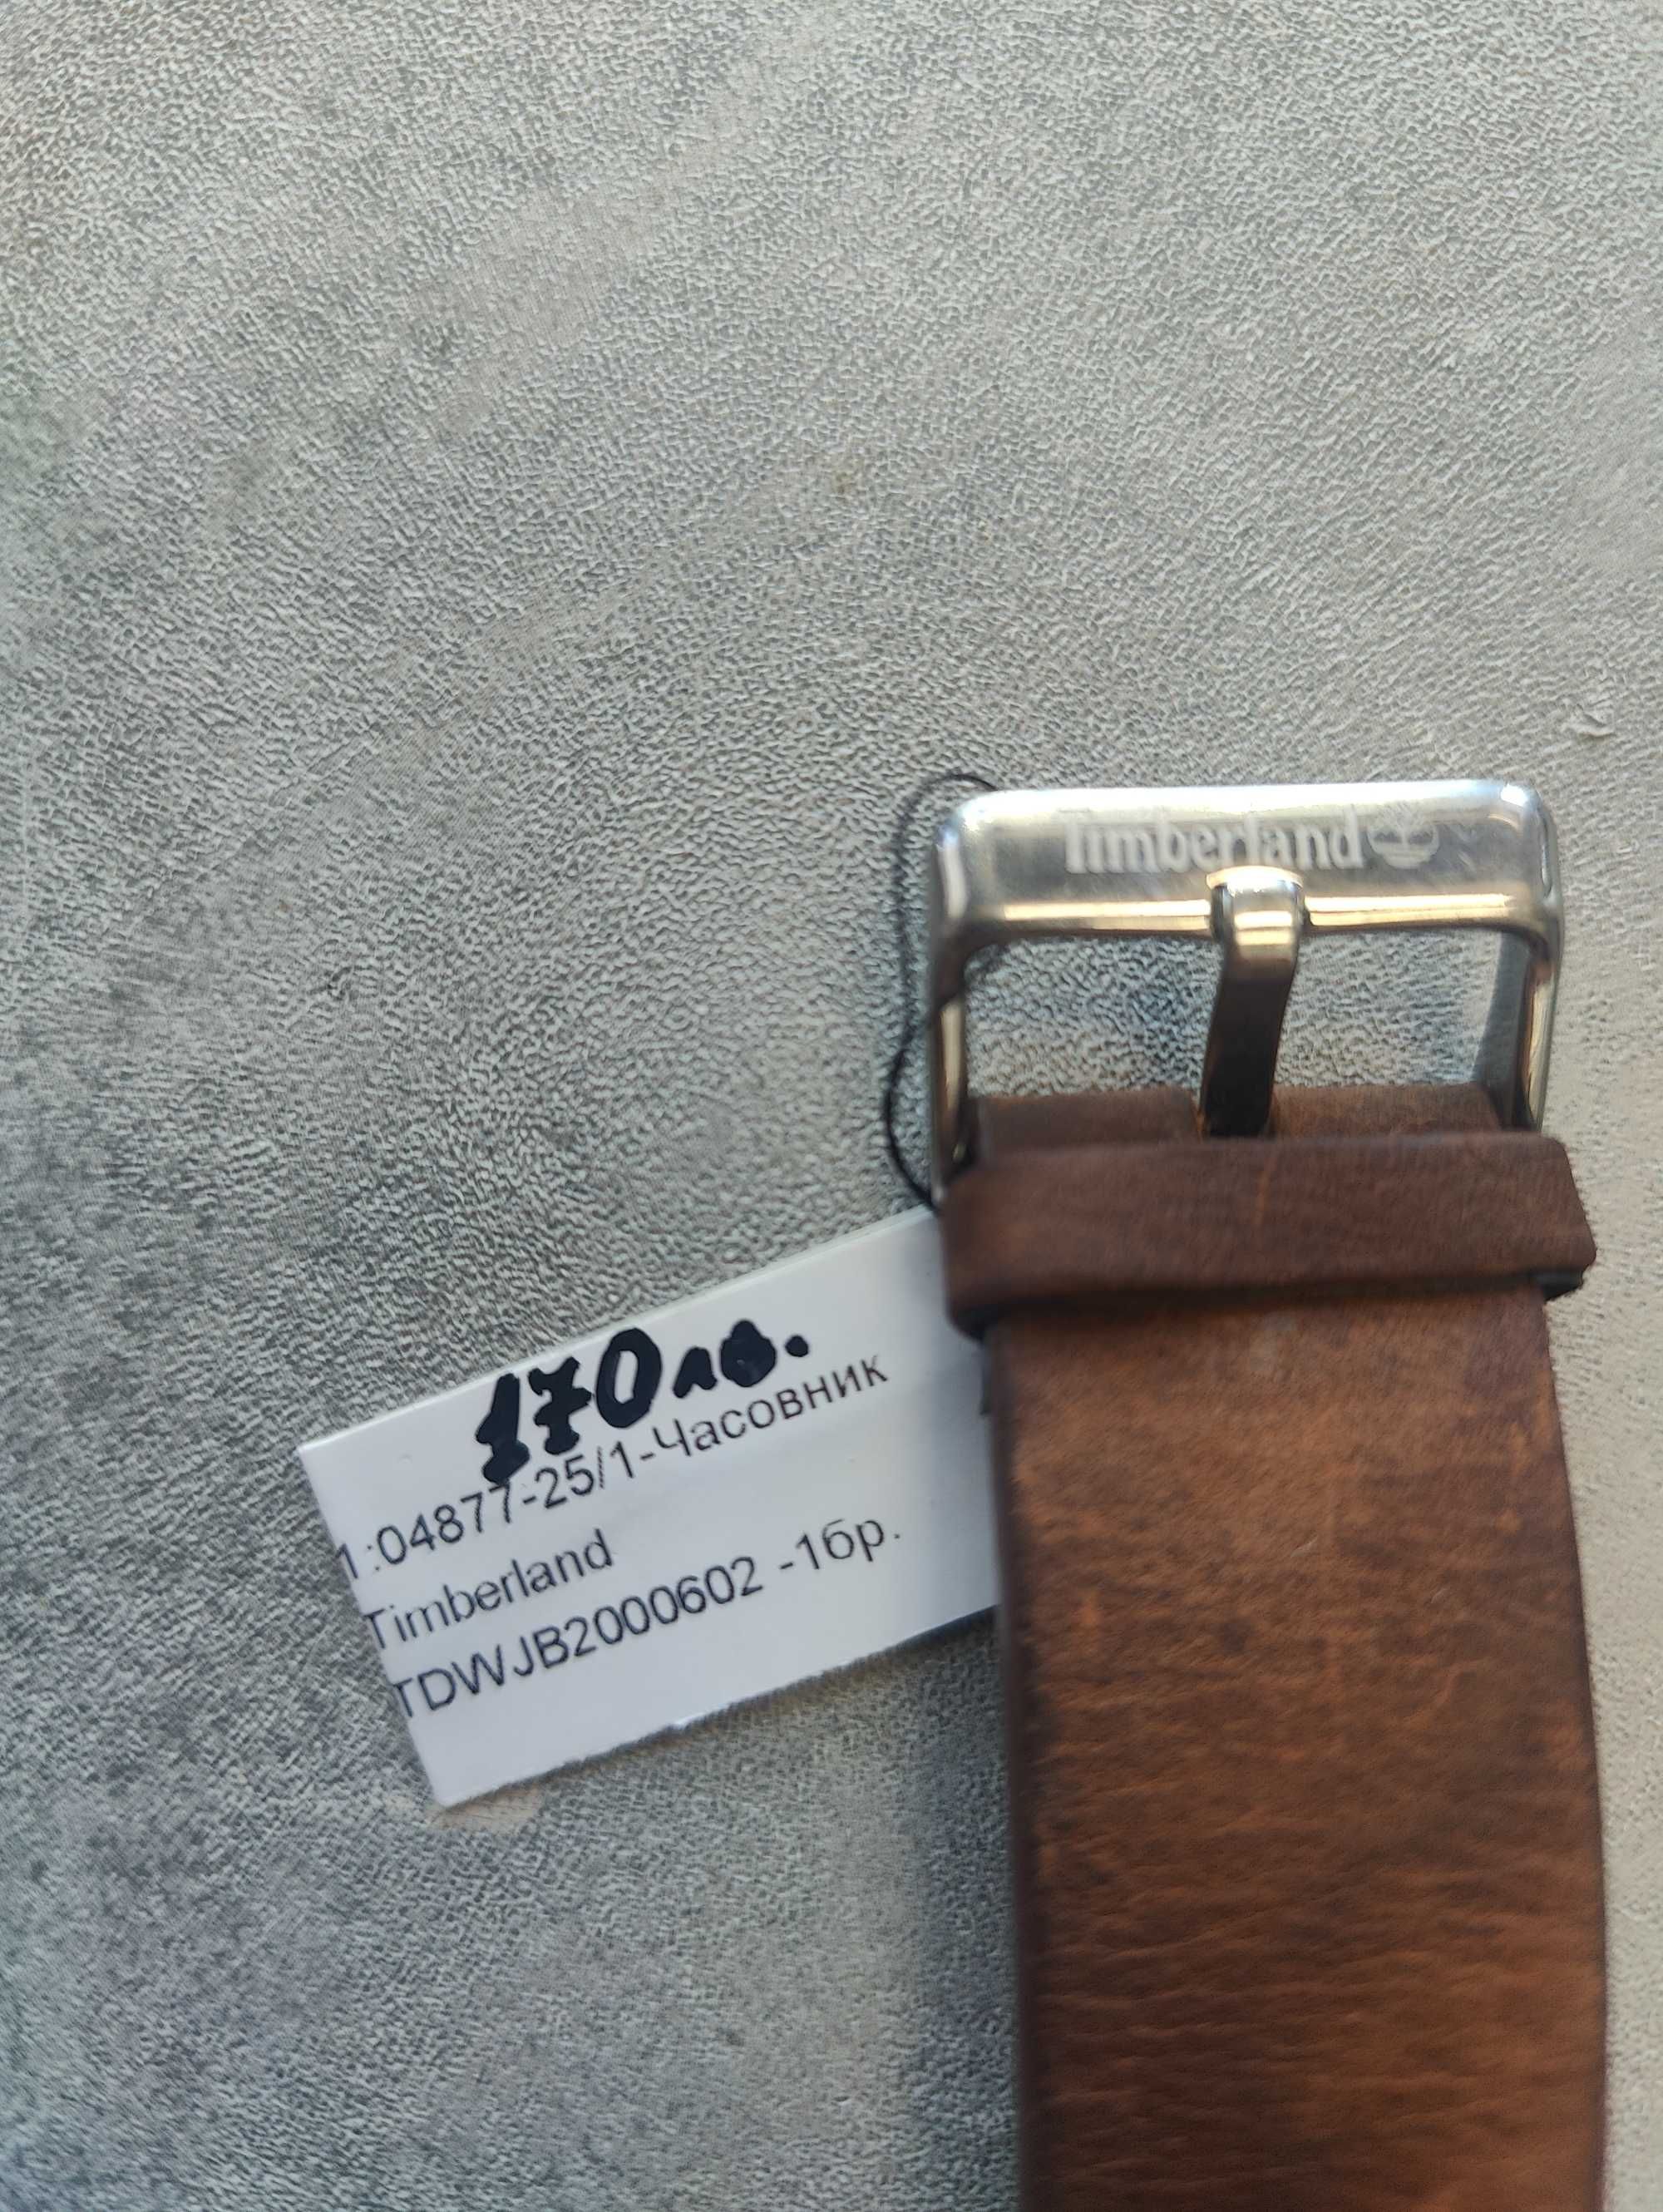 Timberland
170лв.
1:04877-25/1-Часовник
Timberland
TDWJB2000602 -1бр.